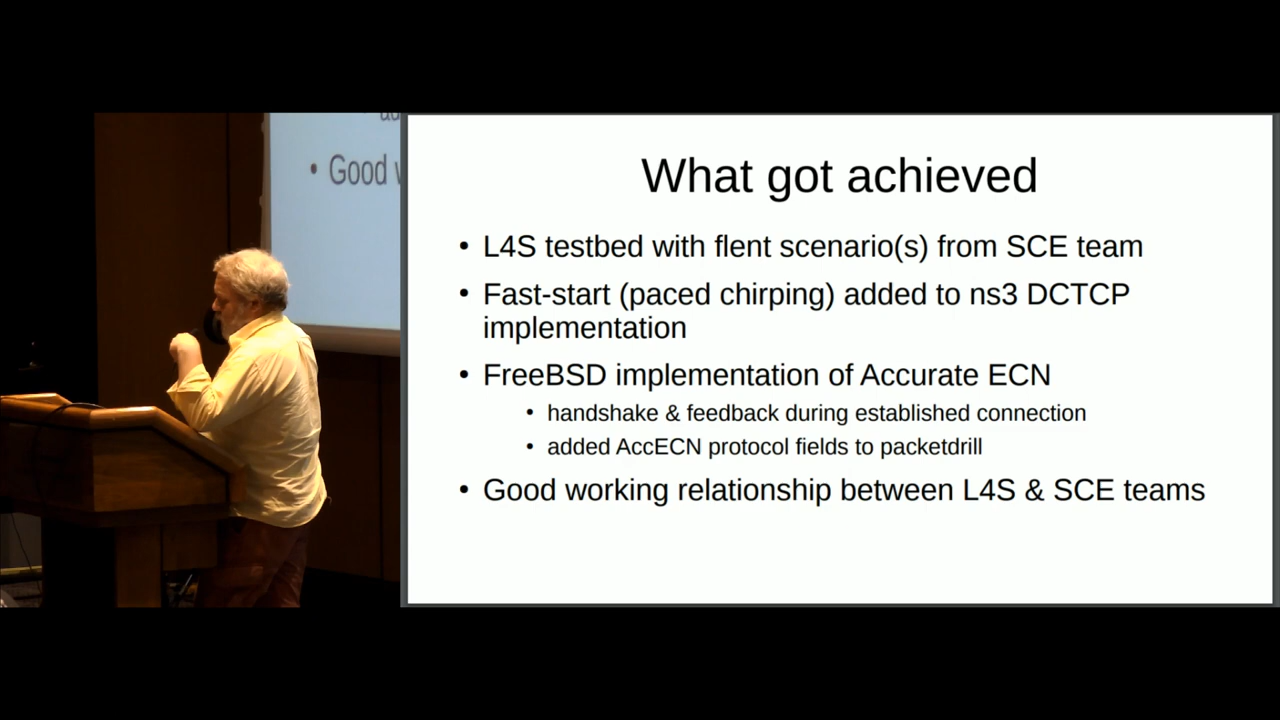 • Good
What got achieved
• L4S testbed with flent scenario(s) from SCE team
• Fast-start (paced chirping) added to ns3 DCTCP
implementation
• FreeBSD implementation of Accurate ECN
• handshake & feedback during established connection
• added AccECN protocol fields to packetdrill
• Good working relationship between L4S & SCE teams